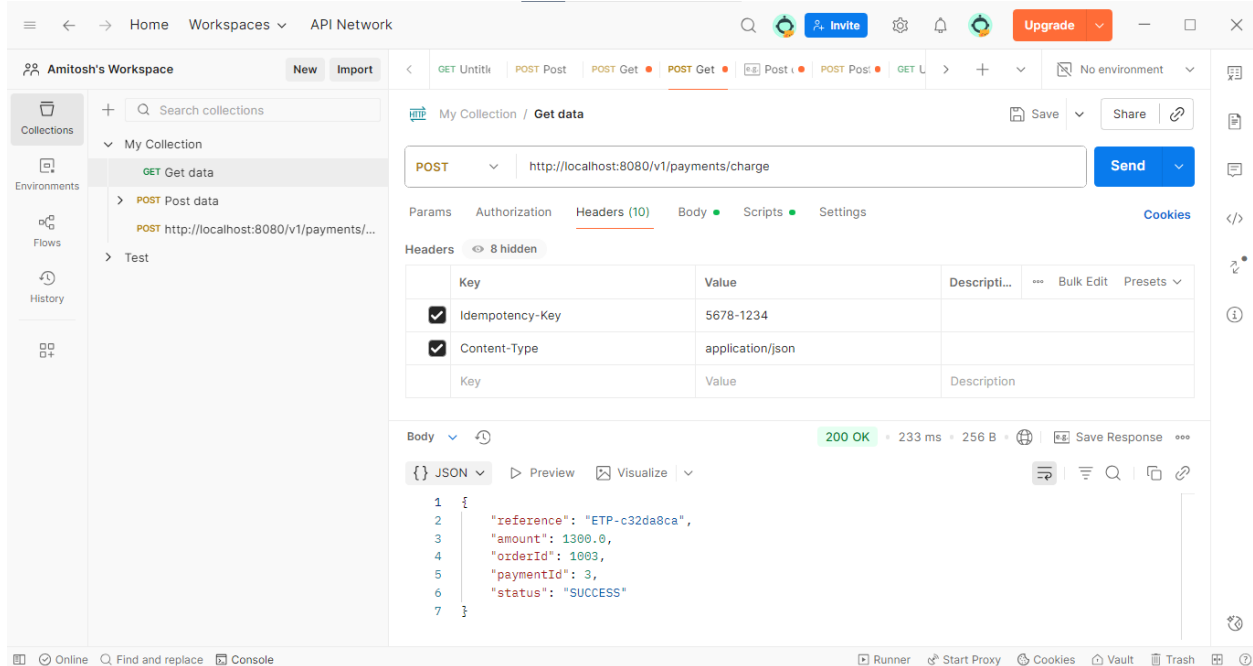 Home Workspaces API Network Invite Upgrade
Amitosh's Workspace New Import GET Untitle POST Post POST Get POST Get e.g. Post POST Pos GET No environment
Collections Search collections HTTP My Collection / Get data Save Share
My Collection
GET Get data POST http://localhost:8080/v1/payments/charge Send
Environments POST Post data
POST http://localhost:8080/v1/payments/...
Flows Test
History
Params Authorization Headers (10) Body Scripts Settings Cookies
Headers 8 hidden
Key Value Descripti... Bulk Edit Presets
Idempotency-Key 5678-1234
Content-Type application/json
Key Value Description
Body 200 OK 233 ms 256 B e.g. Save Response
{} JSON Preview Visualize
1 {
2 "reference": "ETP-c32da8ca",
3 "amount": 1300.0,
4 "orderId": 1003,
5 "paymentId": 3,
6 "status": "SUCCESS"
7 }
Online Find and replace Console Runner Start Proxy Cookies Vault Trash